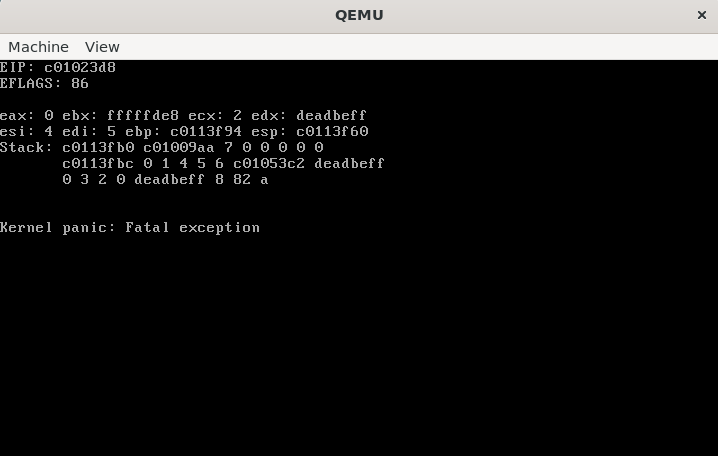 QEMU
Machine View
EIP: c01023d8
EFLAGS: 86
eax: 0 ebx: fffffde8 ecx: 2 edx: deadbeff
esi: 4 edi: 5 ebp: c0113f94 esp: c0113f60
Stack: c0113fb0 c01009aa 7 0 0 0 0 0
c0113fbc 0 1 4 5 6 c01053c2 deadbeff
0 3 2 0 deadbeff 8 82 a
Kernel panic: Fatal exception